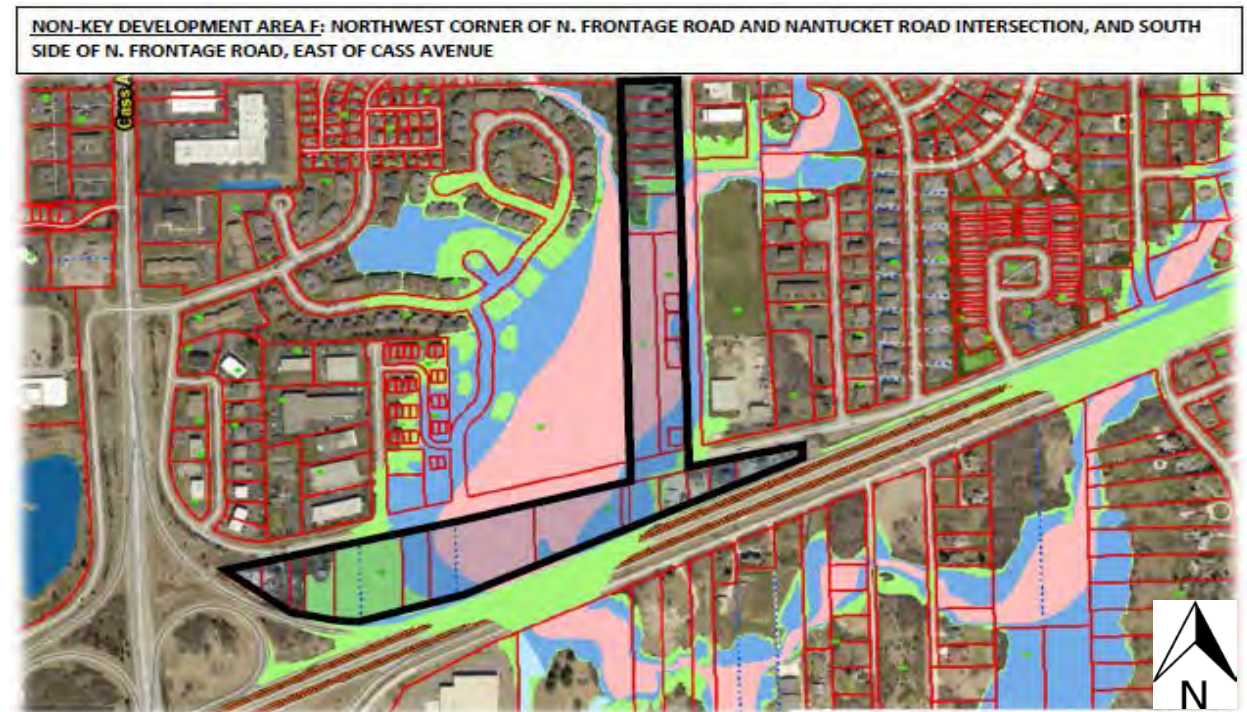 NON-KEY DEVELOPMENT AREA F: NORTHWEST CORNER OF N. FRONTAGE ROAD AND NANTUCKET ROAD INTERSECTION, AND SOUTH
SIDE OF N. FRONTAGE ROAD, EAST OF CASS AVENUE
Cass A
N